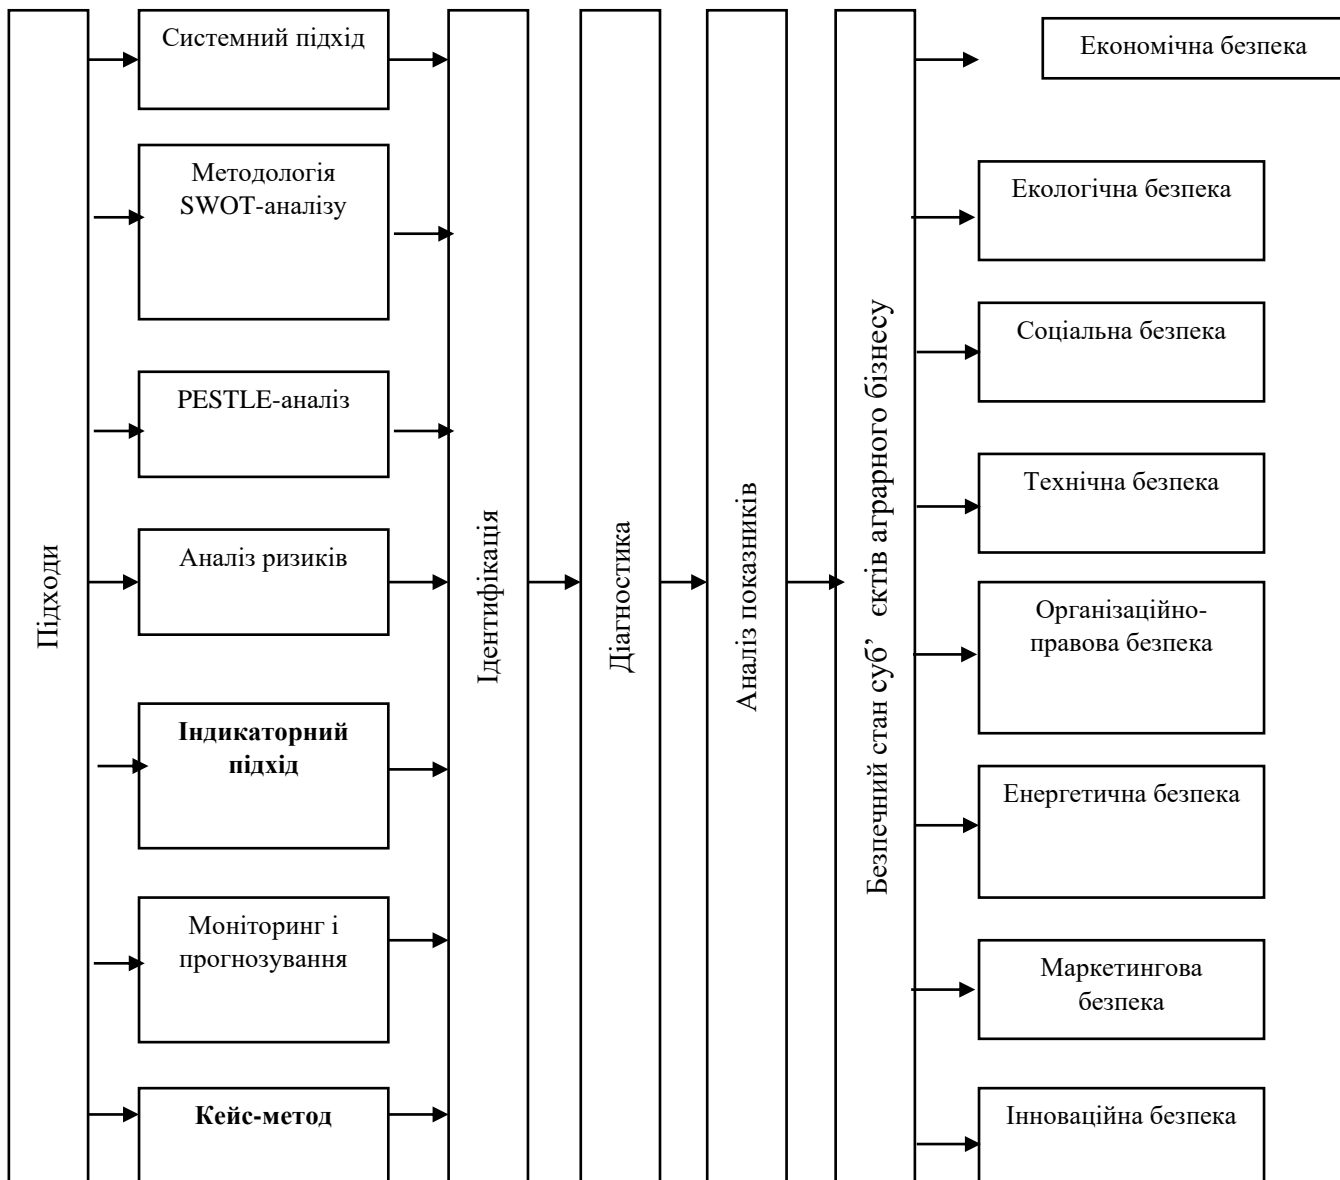 Підходи
Системний підхід
Методологія
SWOT-аналізу
PESTLE-аналіз
Аналіз ризиків
Індикаторний
підхід
Моніторинг і
прогнозування
Кейс-метод
Ідентифікація
Діагностика
Аналіз показників
Безпечний стан суб’ єктів аграрного бізнесу
Економічна безпека
Екологічна безпека
Соціальна безпека
Технічна безпека
Організаційно-
правова безпека
Енергетична безпека
Маркетингова
безпека
Інноваційна безпека